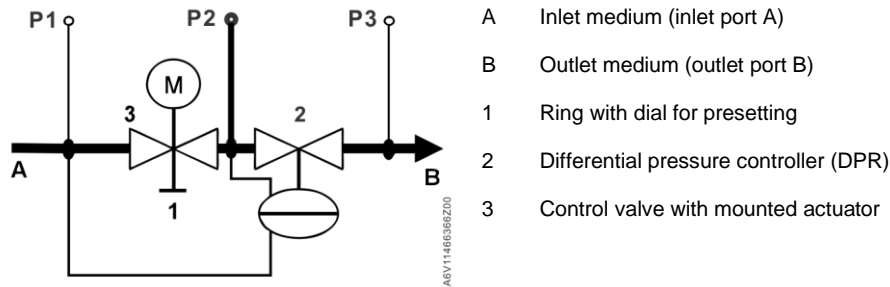 P1
P2
P3
M
3
2
A
B
1
A6V11466366Z00
A Inlet medium (inlet port A)
B Outlet medium (outlet port B)
1 Ring with dial for presetting
2 Differential pressure controller (DPR)
3 Control valve with mounted actuator